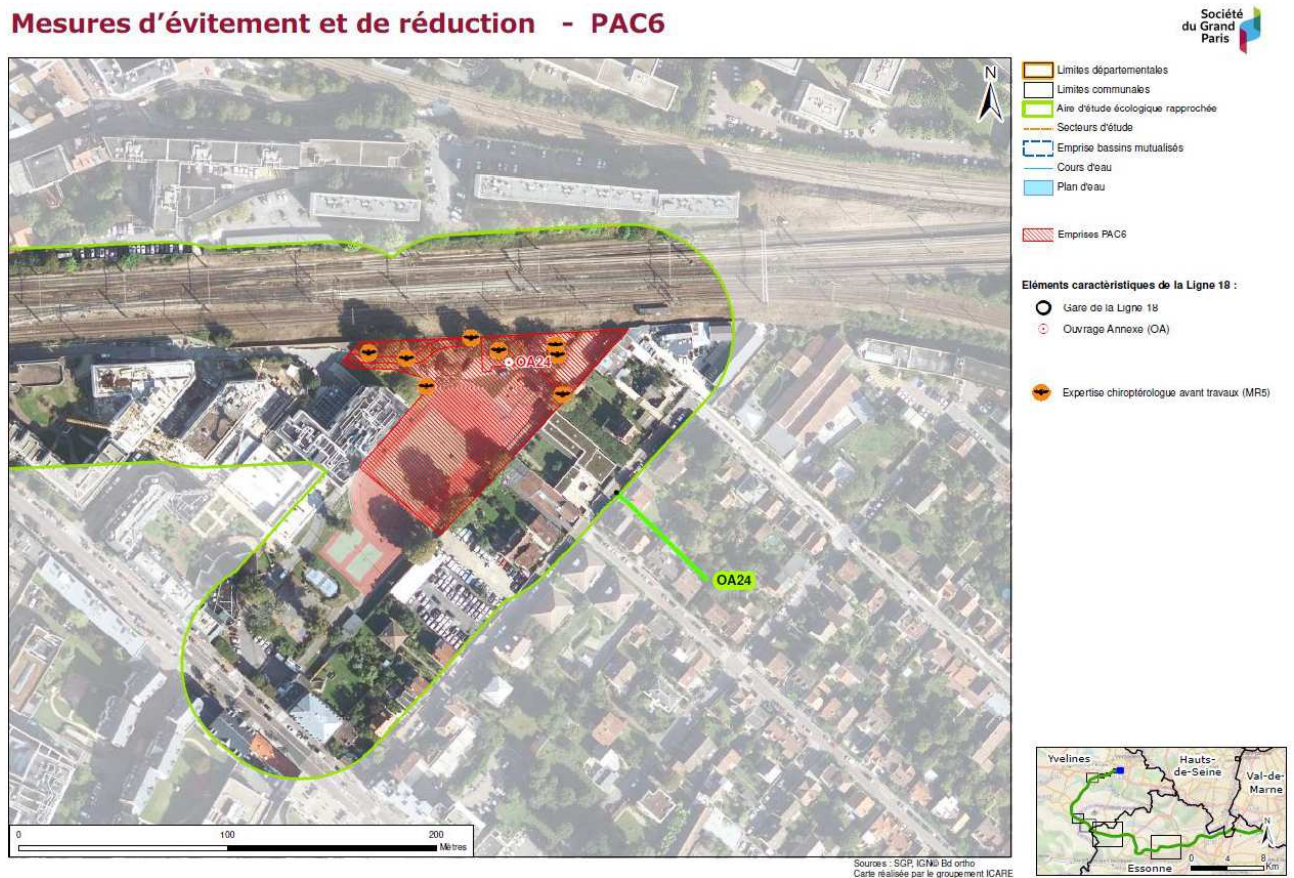 Mesures d'évitement et de réduction - PAC6
Société
du Grand
Paris
N
Limites départementales
Limites communales
Aire d'étude écologique rapprochée
Secteurs d'étude
Emprise bassins mutualisés
Cours d'eau
Plan d'eau
Emprises PAC6
Eléments caractéristiques de la Ligne 18 :
Gare de la Ligne 18
Ouvrage Annexe (OA)
Expertise chiroptérologue avant travaux (MR5)
OA24
OA24
0 100 200
Mètres
Sources : SGP, IGN© Bd ortho
Carte réalisée par le groupement ICARE
Yvelines
Hauts-
de-Seine
Val-de-
Marne
Essonne
N
0 4 8
Km